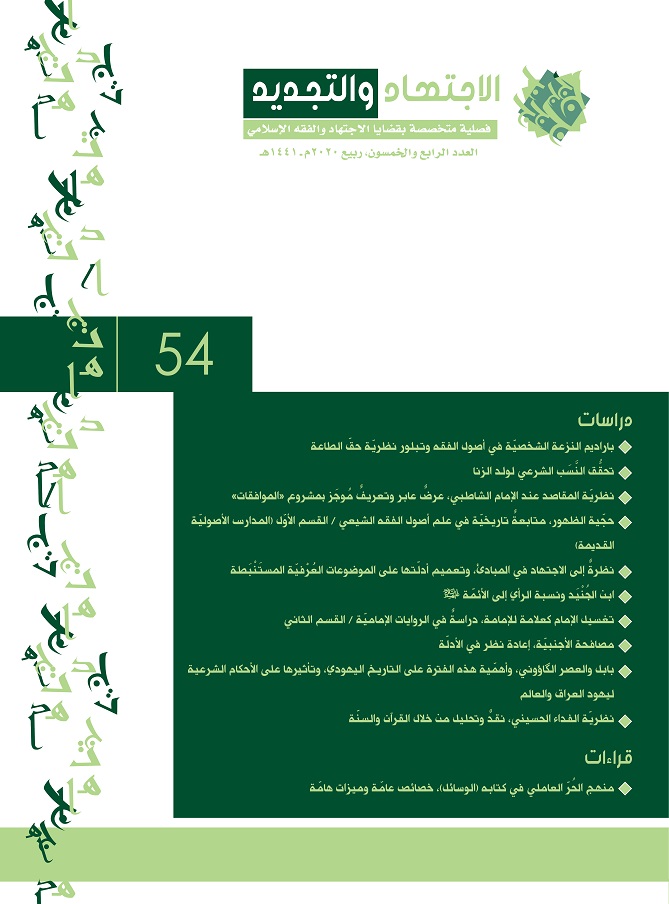 الاجتهاد والتجديد
فصلية متخصصة بقضايا الاجتهاد والفقه الإسلامي
العدد الرابع والخمسون، ربيع ٢٠٢٠م ـ ١٤٤١هـ
54
دراسات
باراديم النزعة الشخصيّة في أصول الفقه وتبلور نظريّة حقّ الطاعة
تحقُّق النَّسَب الشرعي لولد الزنا
نظريّة المقاصد عند الإمام الشاطبي، عرضٌ عابر وتعريفٌ مُوجَز بمشروع «الموافقات»
حجّية الظهور، متابعةٌ تاريخيّة في علم أصول الفقه الشيعي / القسم الأوّل (المدارس الأصوليّة
القديمة)
نظرةٌ إلى الاجتهاد في المبادئ، وتعميم أدلّتها على الموضوعات العُرْفيّة المستَنْبَطة
ابن الجُنَيْد ونسبة الرأي إلى الأئمّة
تغسيل الإمام كعلامة للإمامة، دراسةٌ في الروايات الإماميّة / القسم الثاني
مصافحة الأجنبيّة، إعادة نظر في الأدلّة
بابل والعصر الگاؤوني، وأهمّية هذه الفترة على التاريخ اليهودي، وتأثيرها على الأحكام الشرعية
ليهود العراق والعالم
نظريّة الفداء الحسيني، نقدٌ وتحليل من خلال القرآن والسنّة
قراءات
منهج الحُرّ العاملي في كتابه (الوسائل)، خصائص عامّة وميزات هامّة